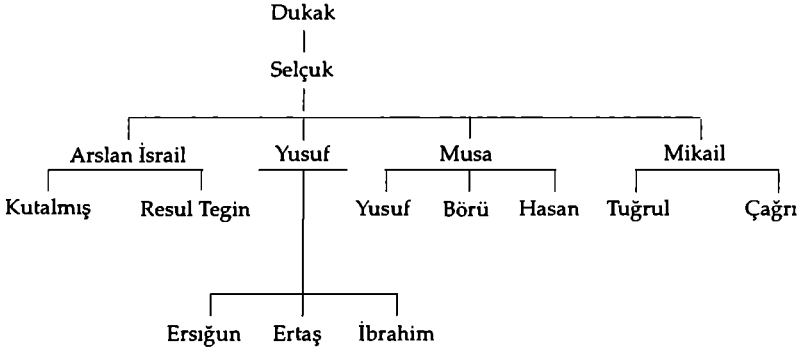 Dukak
Selçuk
Arslan İsrail Yusuf Musa Mikail
Kutalmış Resul Tegin Yusuf Börü Hasan Tuğrul Çağrı
Ersığun Ertaş İbrahim